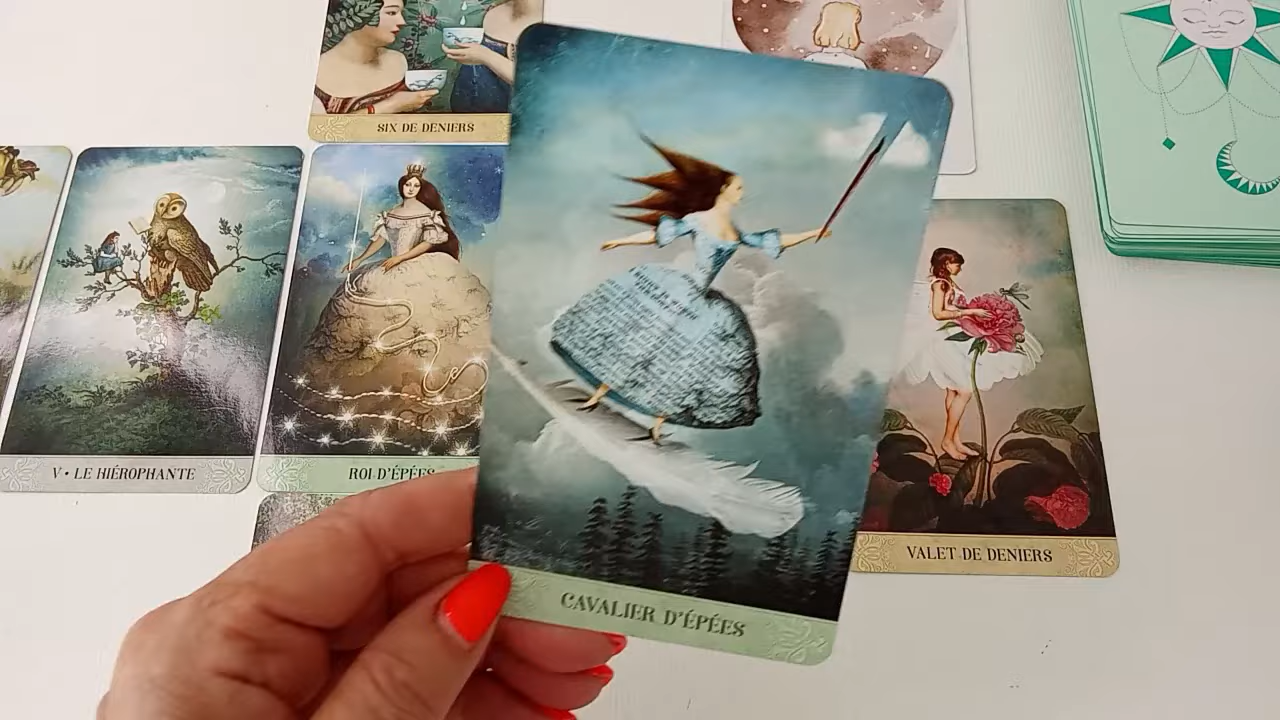 SIX DE DENIERS
V • LE HIÉROPHANTE
ROI D'ÉPÉES
CAVALIER D'ÉPÉES
VALET DE DENIERS